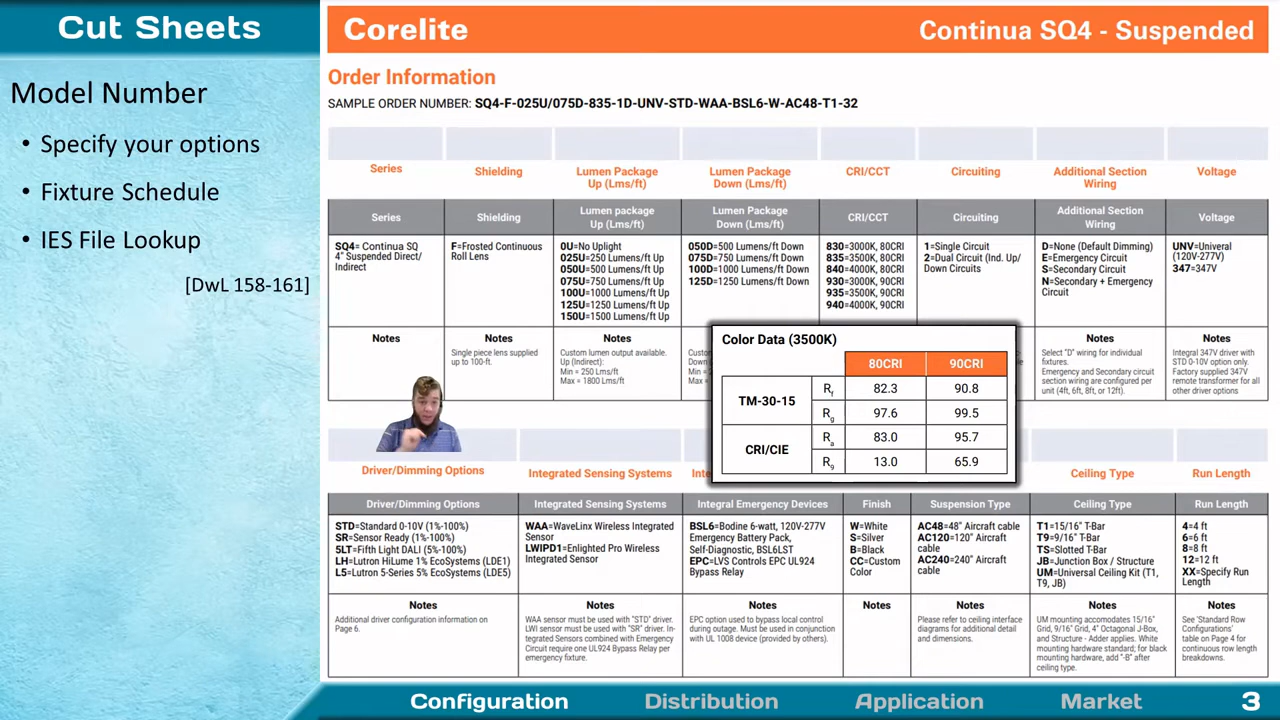 Cut Sheets
Model Number
• Specify your options
• Fixture Schedule
• IES File Lookup
[DwL 158-161]
Corelite
Continua SQ4 - Suspended
Order Information
SAMPLE ORDER NUMBER: SQ4-F-025U/075D-835-1D-UNV-STD-WAA-BSL6-W-AC48-T1-32
Series
Shielding
Lumen Package
Up (Lms/ft)
Lumen Package
Down (Lms/ft)
CRI/CCT
Circuiting
Additional Section
Wiring
Voltage
Series
Shielding
Lumen package
Up (Lms/ft)
Lumen Package
Down (Lms/ft)
CRI/CCT
Circuiting
Additional Section
Wiring
Voltage
SQ4= Continua SQ
4" Suspended Direct/
Indirect
F=Frosted Continuous
Roll Lens
0U=No Uplight
025U=250 Lumens/ft Up
050U=500 Lumens/ft Up
075U=750 Lumens/ft Up
100U=1000 Lumens/ft Up
125U=1250 Lumens/ft Up
150U=1500 Lumens/ft Up
050D=500 Lumens/ft Down
075D=750 Lumens/ft Down
100D=1000 Lumens/ft Down
125D=1250 Lumens/ft Down
830=3000K, 80CRI
835=3500K, 80CRI
840=4000K, 80CRI
930=3000K, 90CRI
935=3500K, 90CRI
940=4000K, 90CRI
1=Single Circuit
2=Dual Circuit (Ind. Up/
Down Circuits
D=None (Default Dimming)
E=Emergency Circuit
S=Secondary Circuit
N=Secondary + Emergency
Circuit
UNV=Univeral
(120V-277V)
347=347V
Notes
Notes
Single piece lens supplied
up to 100-ft.
Notes
Custom lumen output available.
Up (Indirect):
Min = 250 Lms/ft
Max = 1800 Lms/ft
Notes
Select "D" wiring for individual
fixtures.
Emergency and Secondary circuit
section wiring are configured per
unit (4ft, 6ft, 8ft, or 12ft).
Notes
Integral 347V driver with
STD 0-10V option only.
Factory supplied 347V
remote transformer for all
other driver options
Color Data (3500K)
80CRI
90CRI
TM-30-15
Rf 82.3 90.8
Rg 97.6 99.5
CRI/CIE
Ra 83.0 95.7
R9 13.0 65.9
Driver/Dimming Options
Integrated Sensing Systems
Ceiling Type
Run Length
Driver/Dimming Options
Integrated Sensing Systems
Integral Emergency Devices
Finish
Suspension Type
Ceiling Type
Run Length
STD=Standard 0-10V (1%-100%)
SR=Sensor Ready (1%-100%)
5LT=Fifth Light DALI (5%-100%)
LH=Lutron HiLume 1% EcoSystems (LDE1)
L5=Lutron 5-Series 5% EcoSystems (LDE5)
WAA=WaveLinx Wireless Integrated
Sensor
LWIPD1=Enlighted Pro Wireless
Integrated Sensor
BSL6=Bodine 6-watt, 120V-277V
Emergency Battery Pack,
Self-Diagnostic, BSL6LST
EPC=LVS Controls EPC UL924
Bypass Relay
W=White
S=Silver
B=Black
CC=Custom
Color
AC48=48" Aircraft cable
AC120=120" Aircraft
cable
AC240=240" Aircraft
cable
T1=15/16" T-Bar
T9=9/16" T-Bar
TS=Slotted T-Bar
JB=Junction Box / Structure
UM=Universal Ceiling Kit (T1,
T9, JB)
4=4 ft
6=6 ft
8=8 ft
12=12 ft
XX=Specify Run
Length
Notes
Additional driver configuration information on
Page 6.
Notes
WAA sensor must be used with "STD" driver.
LWI sensor must be used with "SR" driver. In-
tegrated Sensors combined with Emergency
Circuit require one UL924 Bypass Relay per
emergency fixture.
Notes
EPC option used to bypass local control
during outage. Must be used in conjunction
with UL 1008 device (provided by others).
Notes
Notes
Please refer to ceiling interface
diagrams for additional detail
and dimensions.
Notes
UM mounting accomodates 15/16"
Grid, 9/16" Grid, 4" Octagonal J-Box,
and Structure - Adder applies. White
mounting hardware standard; for black
mounting hardware, add "-B" after
ceiling type.
Notes
See 'Standard Row
Configurations'
table on Page 4 for
continuous row length
breakdowns.
Configuration
Distribution
Application
Market
3